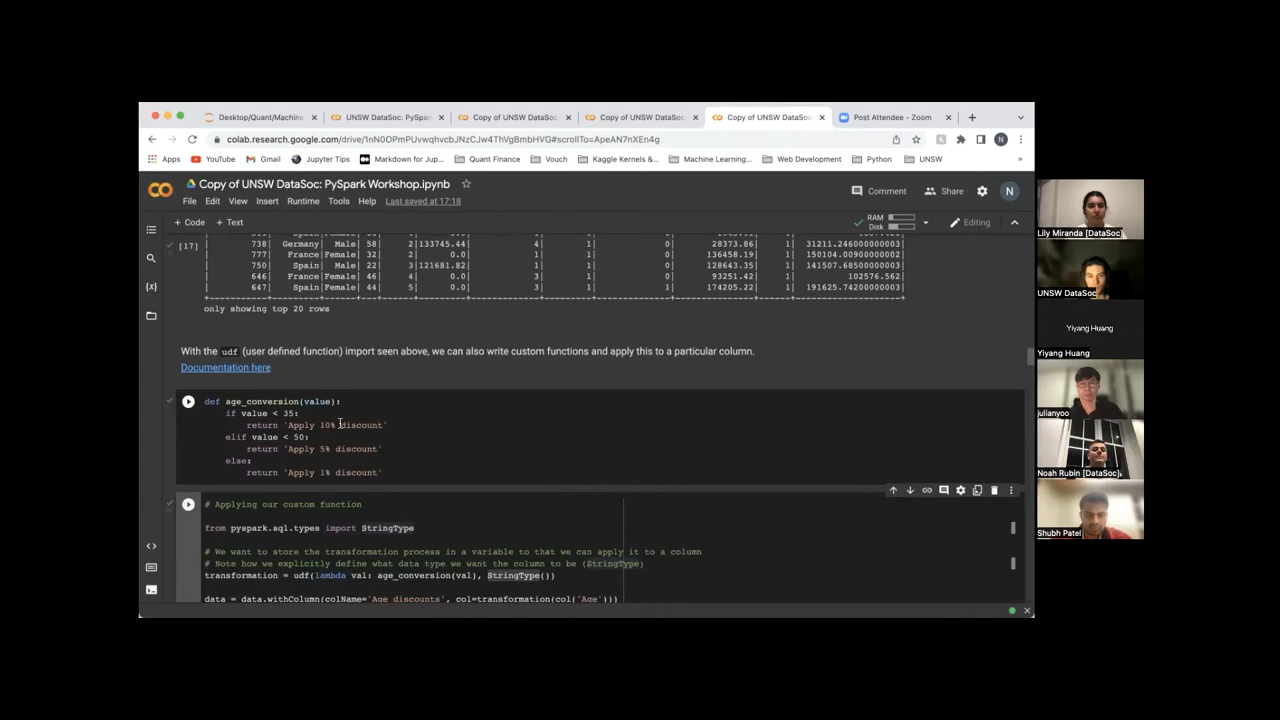 Desktop/Quant/Machine
UNSW DataSoc: PySpark
Copy of UNSW DataSoc:
Copy of UNSW DataSoc:
Copy of UNSW DataSoc:
Post Attendee - Zoom
colab.research.google.com/drive/1nN0OPmPUvwqhvcbJNzCJw4ThVgBmbHVG#scrollTo=ApeAN7nXEn4g
N
Apps
YouTube
Gmail
Jupyter Tips
Markdown for Jup...
Quant Finance
Vouch
Kaggle Kernels &...
Machine Learning...
Web Development
Python
UNSW
»
Copy of UNSW DataSoc: PySpark Workshop.ipynb
Comment
Share
N
File Edit View Insert Runtime Tools Help Last saved at 17:18
+ Code + Text
RAM
Disk
Editing
[17]
| 738| Germany| Male| 58| 2|133745.44| 4| 1| 0| 28373.86| 1| 31211.246000000003|
| 777| France|Female| 32| 2| 0.0| 1| 1| 0| 136458.19| 1| 150104.00900000002|
| 750| Spain| Male| 22| 3|121681.82| 1| 1| 0| 128643.35| 1| 141507.68500000003|
| 646| France|Female| 46| 4| 0.0| 3| 1| 0| 93251.42| 1| 102576.562|
| 647| Spain|Female| 44| 5| 0.0| 3| 1| 1| 174205.22| 1| 191625.74200000003|
only showing top 20 rows
With the udf (user defined function) import seen above, we can also write custom functions and apply this to a particular column.
Documentation here
def age_conversion(value):
if value < 35:
return 'Apply 10% discount'
elif value < 50:
return 'Apply 5% discount'
else:
return 'Apply 1% discount'
# Applying our custom function
from pyspark.sql.types import StringType
# We want to store the transformation process in a variable to that we can apply it to a column
# Note how we explicitly define what data type we want the column to be (StringType)
transformation = udf(lambda val: age_conversion(val), StringType())
data = data.withColumn(colName='Age discounts', col=transformation(col('Age')))
Lily Miranda [DataSoc]
UNSW DataSoc
Yiyang Huang
Yiyang Huang
julianyoo
Noah Rubin [DataSoc]
Shubh Patel